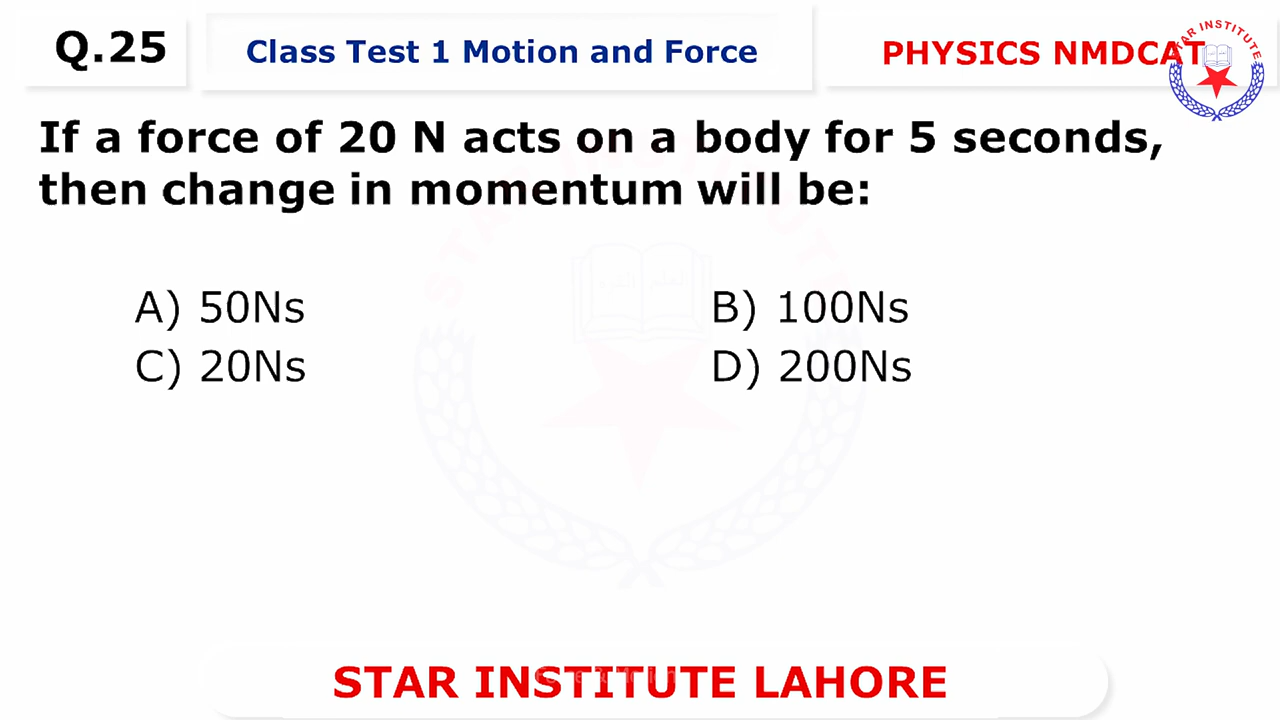 Q.25
Class Test 1 Motion and Force
PHYSICS NMDCAT
STAR INSTITUTE
If a force of 20 N acts on a body for 5 seconds,
then change in momentum will be:
A) 50Ns
B) 100Ns
C) 20Ns
D) 200Ns
STAR INSTITUTE LAHORE